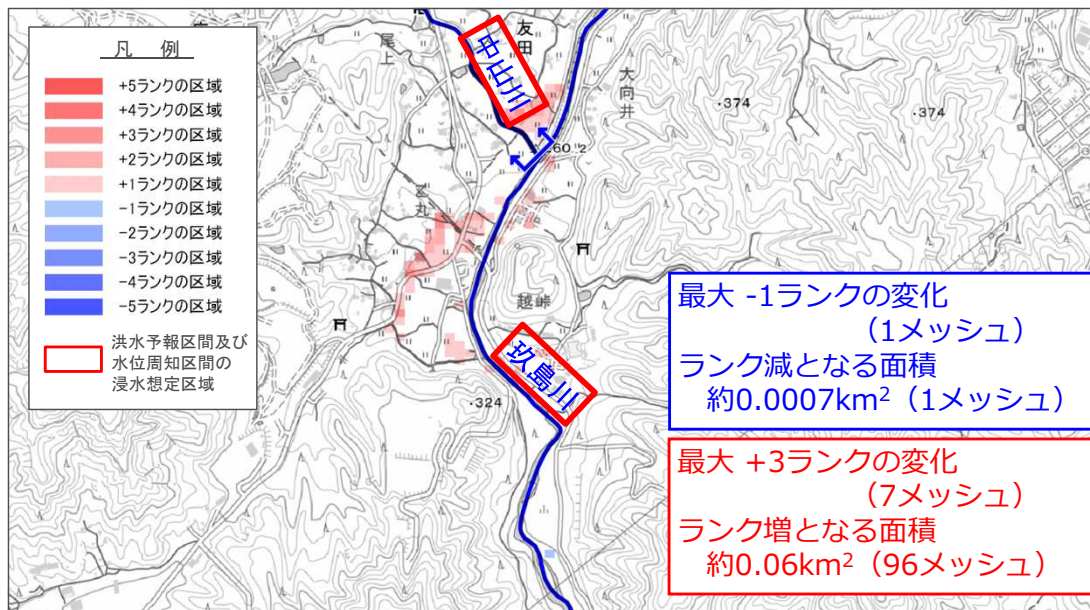 凡 例
+5ランクの区域
+4ランクの区域
+3ランクの区域
+2ランクの区域
+1ランクの区域
-1ランクの区域
-2ランクの区域
-3ランクの区域
-4ランクの区域
-5ランクの区域
洪水予報区間及び
水位周知区間の
浸水想定区域
尾上
友田
中山川
大向井
・374
・374
260.2
乙丸
越峠
玖島川
・324
最大 -1ランクの変化
（1メッシュ）
ランク減となる面積
約0.0007km²（1メッシュ）
最大 +3ランクの変化
（7メッシュ）
ランク増となる面積
約0.06km²（96メッシュ）